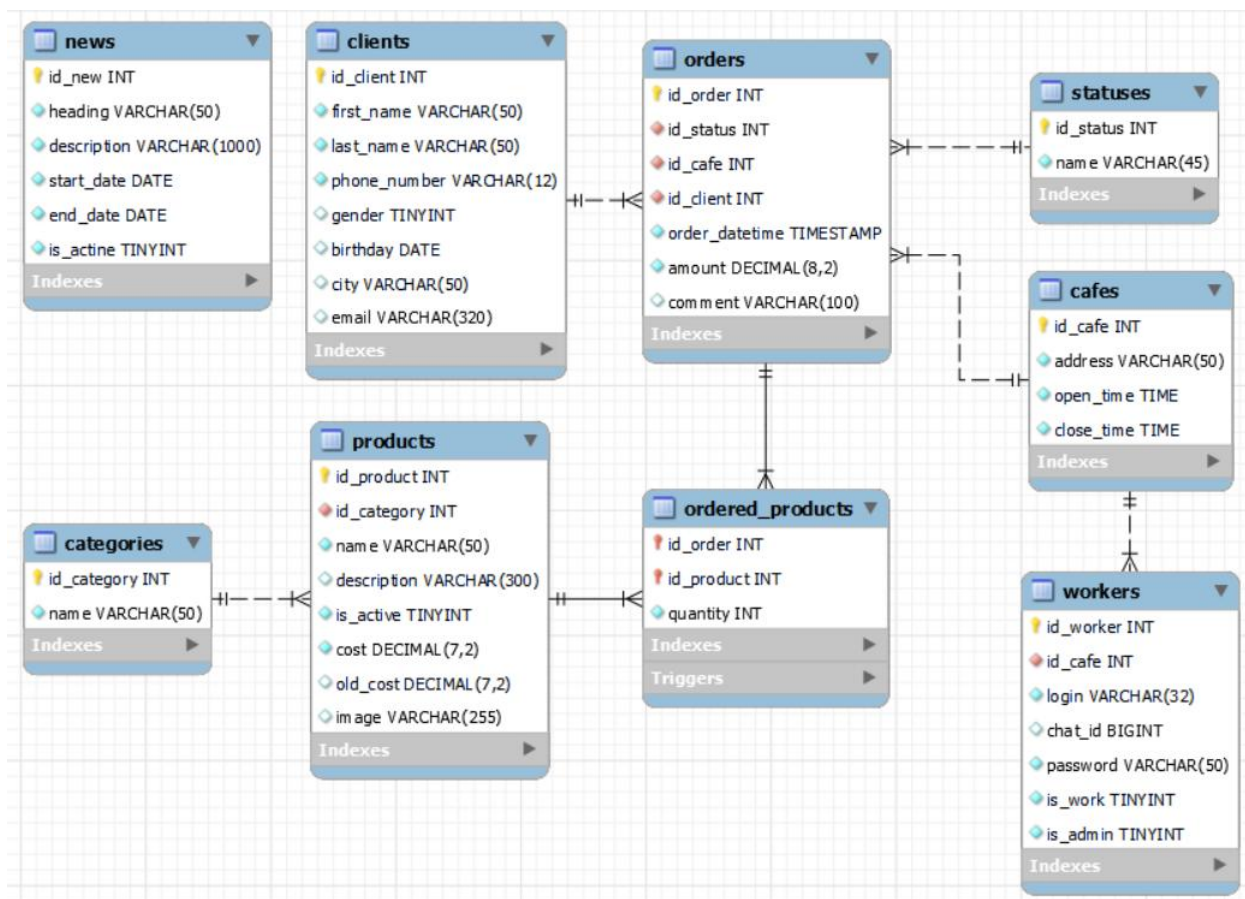 news
id_new INT
heading VARCHAR(50)
description VARCHAR(1000)
start_date DATE
end_date DATE
is_actine TINYINT
Indexes
clients
id_client INT
first_name VARCHAR(50)
last_name VARCHAR(50)
phone_number VARCHAR(12)
gender TINYINT
birthday DATE
city VARCHAR(50)
email VARCHAR(320)
Indexes
orders
id_order INT
id_status INT
id_cafe INT
id_client INT
order_datetime TIMESTAMP
amount DECIMAL(8,2)
comment VARCHAR(100)
Indexes
statuses
id_status INT
name VARCHAR(45)
Indexes
cafes
id_cafe INT
address VARCHAR(50)
open_time TIME
close_time TIME
Indexes
categories
id_category INT
name VARCHAR(50)
Indexes
products
id_product INT
id_category INT
name VARCHAR(50)
description VARCHAR(300)
is_active TINYINT
cost DECIMAL(7,2)
old_cost DECIMAL(7,2)
image VARCHAR(255)
Indexes
ordered_products
id_order INT
id_product INT
quantity INT
Indexes
Triggers
workers
id_worker INT
id_cafe INT
login VARCHAR(32)
chat_id BIGINT
password VARCHAR(50)
is_work TINYINT
is_admin TINYINT
Indexes